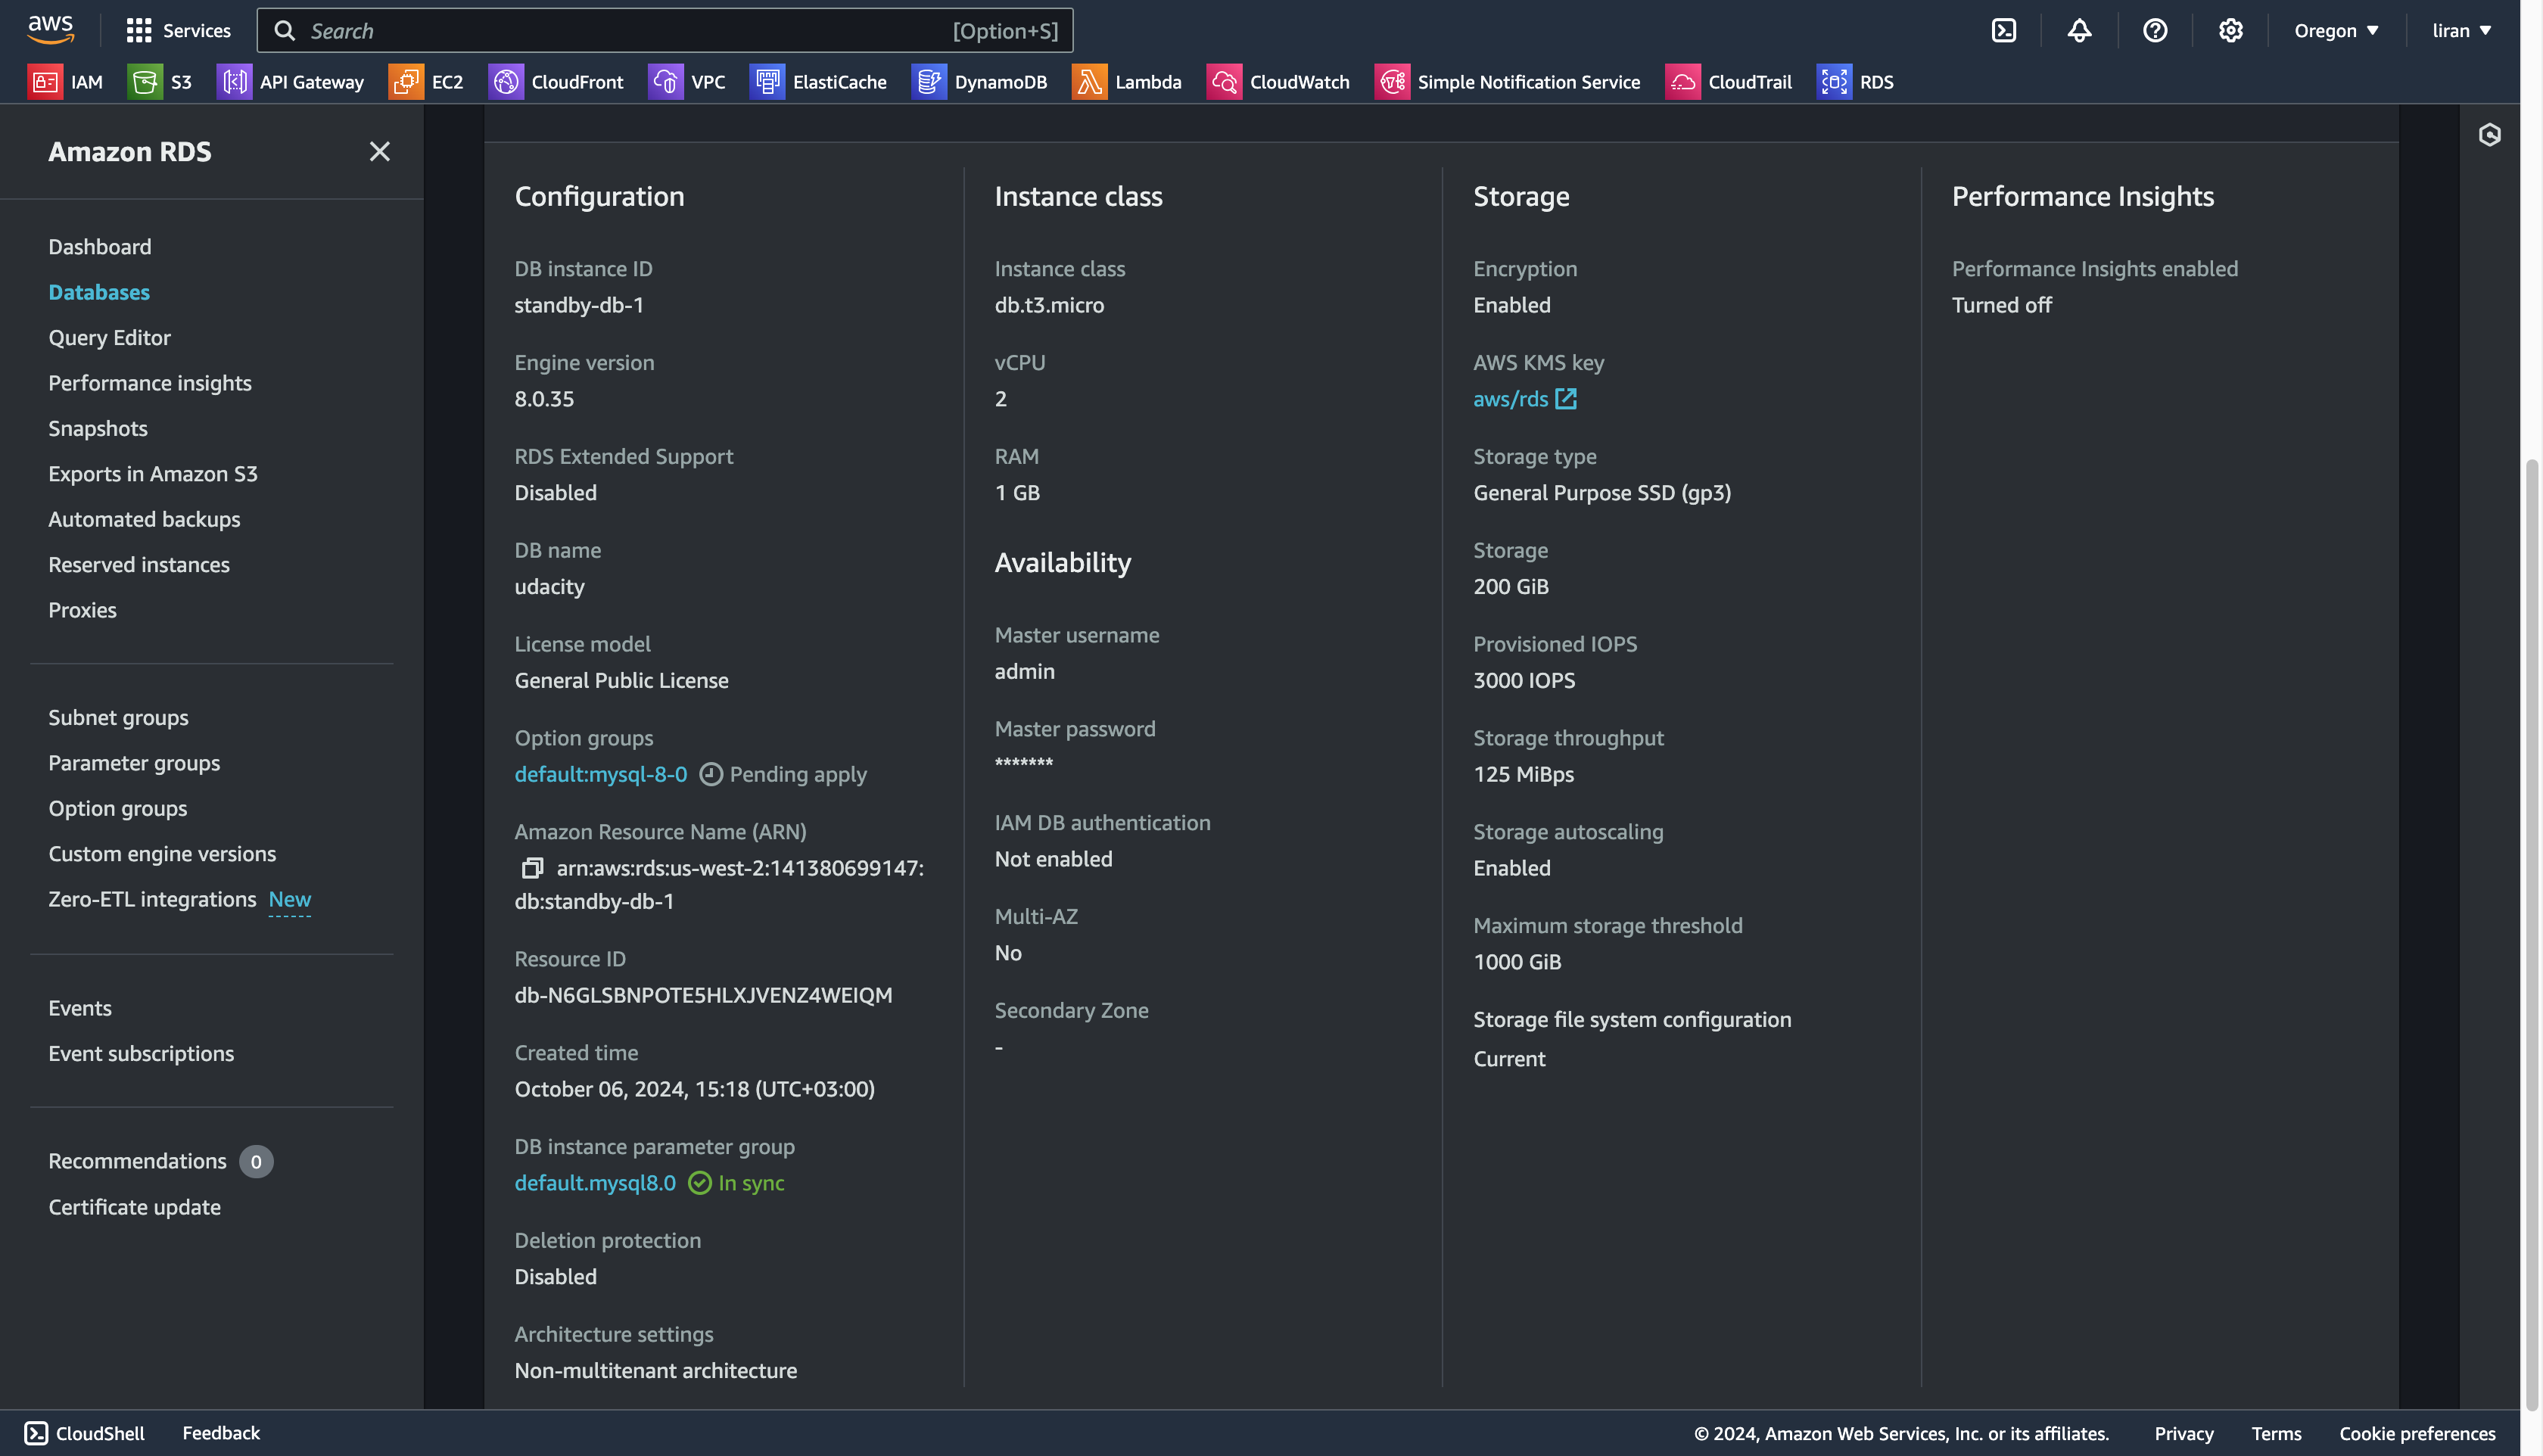 aws
Services
Search [Option+S]
Oregon ▼
liran ▼
IAM
S3
API Gateway
EC2
CloudFront
VPC
ElastiCache
DynamoDB
Lambda
CloudWatch
Simple Notification Service
CloudTrail
RDS
Amazon RDS
Dashboard
Databases
Query Editor
Performance insights
Snapshots
Exports in Amazon S3
Automated backups
Reserved instances
Proxies
Subnet groups
Parameter groups
Option groups
Custom engine versions
Zero-ETL integrations New
Events
Event subscriptions
Recommendations 0
Certificate update
Configuration
DB instance ID
standby-db-1
Engine version
8.0.35
RDS Extended Support
Disabled
DB name
udacity
License model
General Public License
Option groups
default:mysql-8-0 Pending apply
Amazon Resource Name (ARN)
arn:aws:rds:us-west-2:141380699147:
db:standby-db-1
Resource ID
db-N6GLSBNPOTE5HLXJVENZ4WEIQM
Created time
October 06, 2024, 15:18 (UTC+03:00)
DB instance parameter group
default.mysql8.0 In sync
Deletion protection
Disabled
Architecture settings
Non-multitenant architecture
Instance class
Instance class
db.t3.micro
vCPU
2
RAM
1 GB
Availability
Master username
admin
Master password
*******
IAM DB authentication
Not enabled
Multi-AZ
No
Secondary Zone
-
Storage
Encryption
Enabled
AWS KMS key
aws/rds
Storage type
General Purpose SSD (gp3)
Storage
200 GiB
Provisioned IOPS
3000 IOPS
Storage throughput
125 MiBps
Storage autoscaling
Enabled
Maximum storage threshold
1000 GiB
Storage file system configuration
Current
Performance Insights
Performance Insights enabled
Turned off
CloudShell
Feedback
© 2024, Amazon Web Services, Inc. or its affiliates.
Privacy
Terms
Cookie preferences